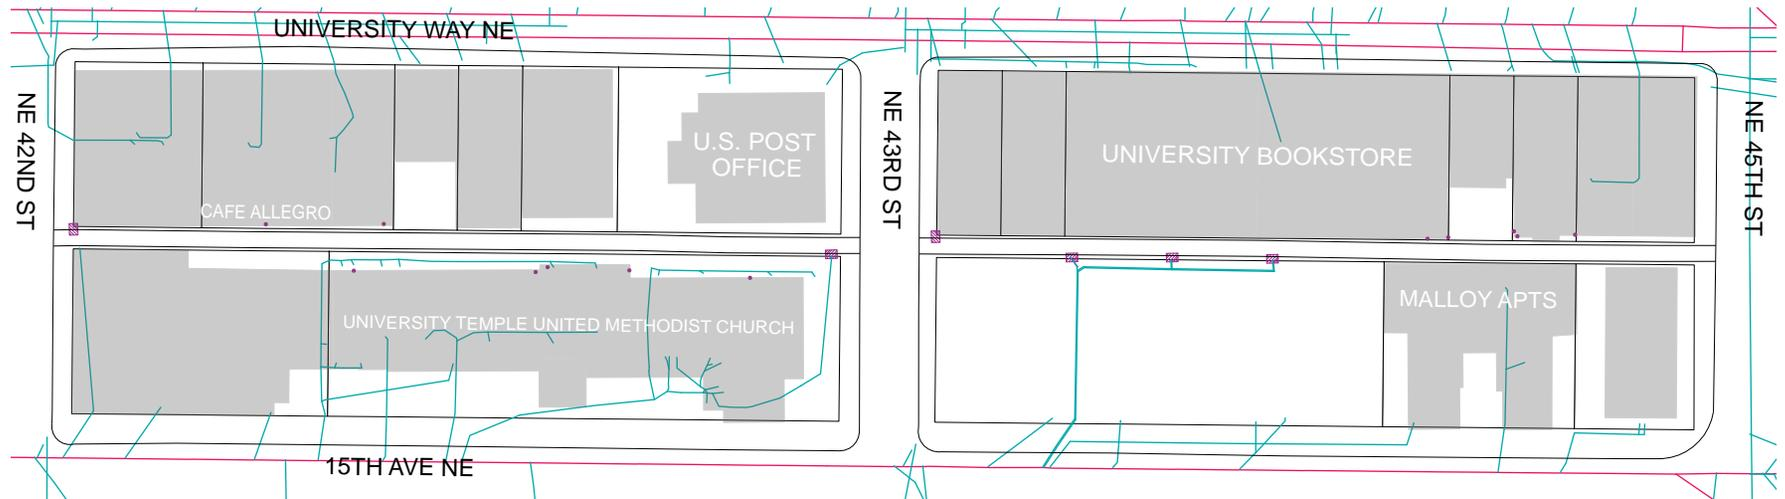 UNIVERSITY WAY NE
NE 42ND ST
U.S. POST
OFFICE
CAFE ALLEGRO
NE 43RD ST
UNIVERSITY BOOKSTORE
NE 45TH ST
UNIVERSITY TEMPLE UNITED METHODIST CHURCH
MALLOY APTS
15TH AVE NE